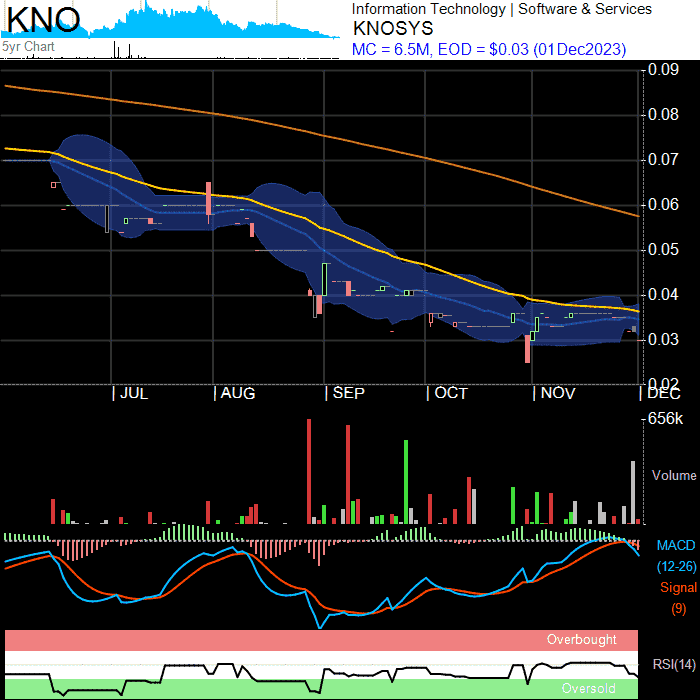 KNO
5yr Chart
Information Technology | Software & Services
KNOSYS
MC = 6.5M, EOD = $0.03 (01Dec2023)
0.09
0.08
0.07
0.06
0.05
0.04
0.03
0.02
JUL
AUG
SEP
OCT
NOV
DEC
656k
Volume
MACD
(12-26)
Signal
(9)
Overbought
RSI(14)
Oversold